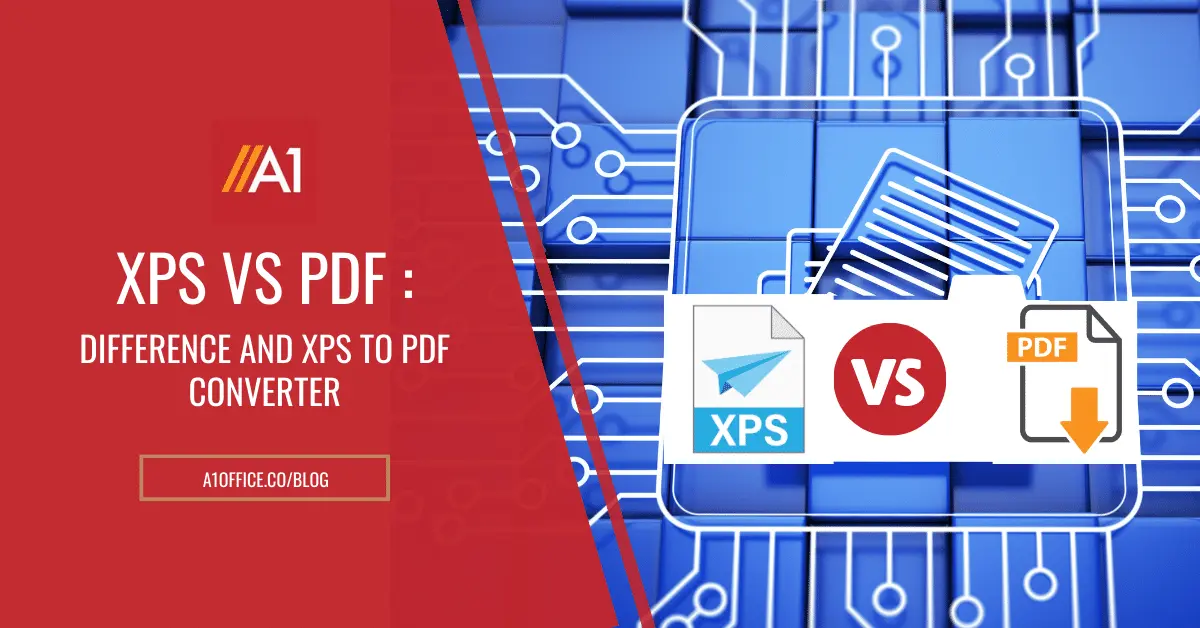 //A1
XPS VS PDF :
DIFFERENCE AND XPS TO PDF
CONVERTER
A1OFFICE.CO/BLOG
XPS
VS
PDF